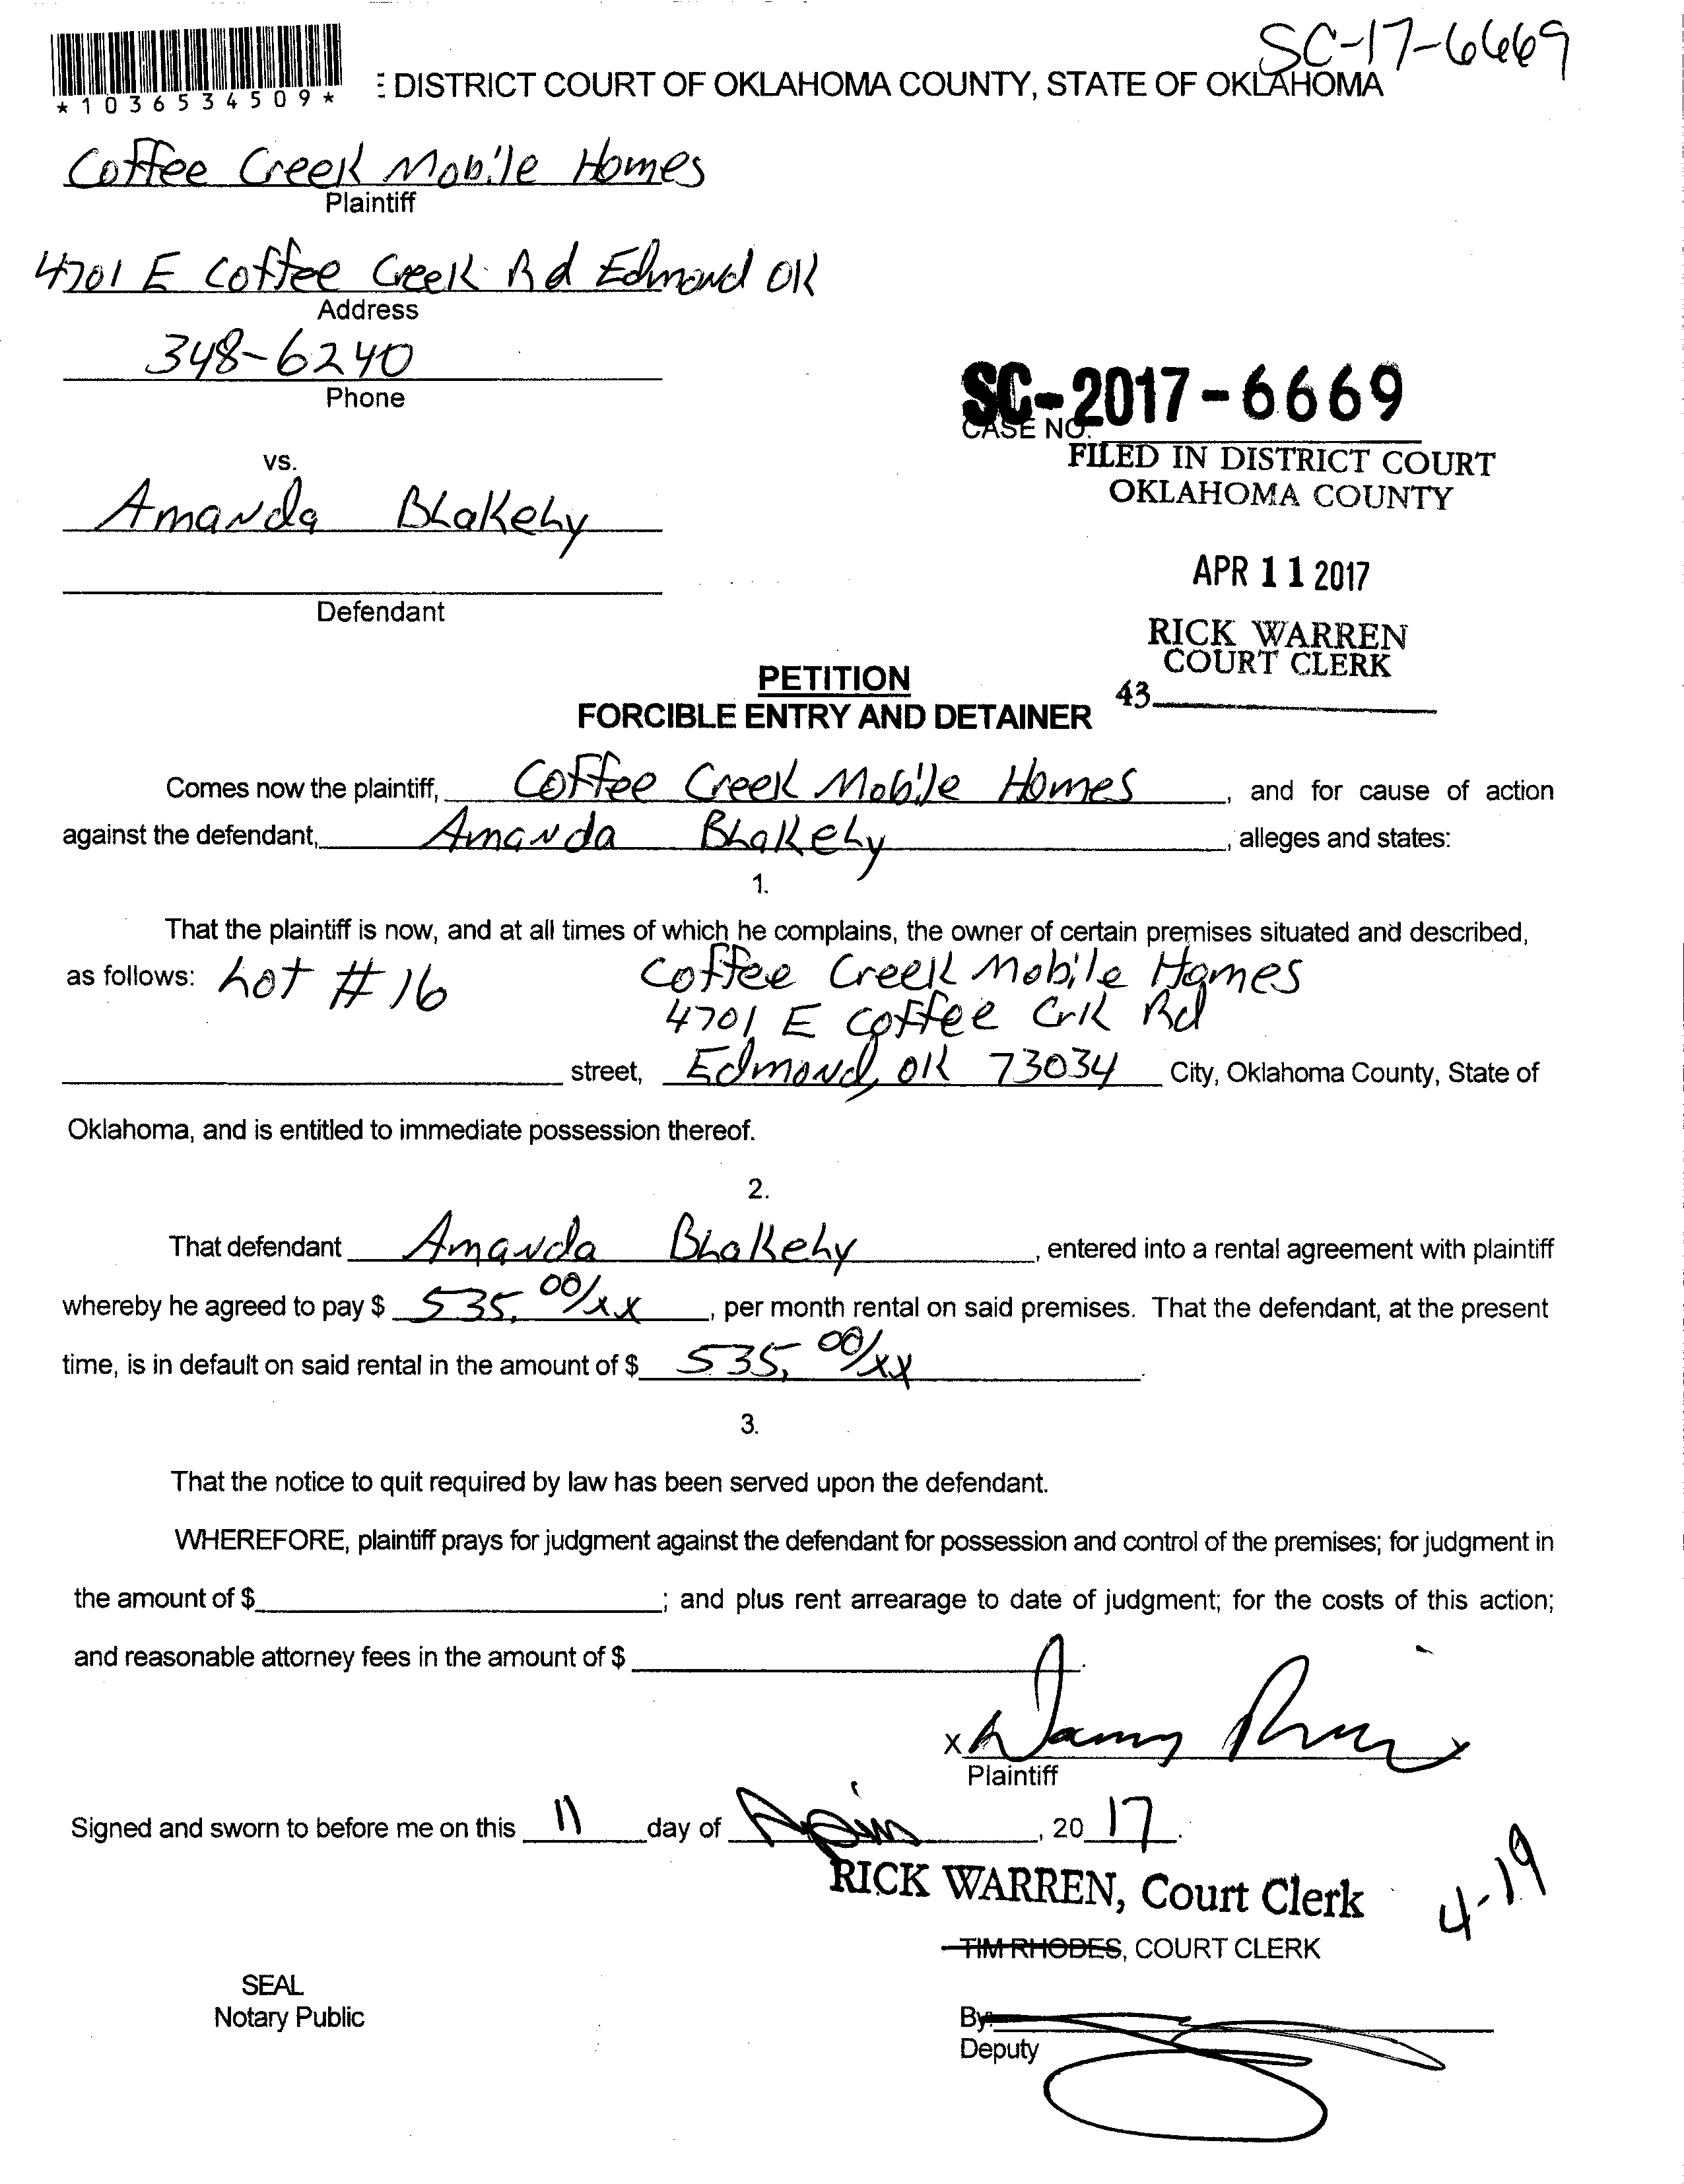 SC-17-6669
*1036534509*
: DISTRICT COURT OF OKLAHOMA COUNTY, STATE OF OKLAHOMA
Coffee Creek Mobile Homes
Plaintiff
4701 E Coffee Creek Rd Edmond OK
Address
348-6240
Phone
SC-2017-6669
CASE NO.
FILED IN DISTRICT COURT
OKLAHOMA COUNTY
vs.
Amanda Blakely
APR 11 2017
Defendant
RICK WARREN
COURT CLERK
43
PETITION
FORCIBLE ENTRY AND DETAINER
Comes now the plaintiff, Coffee Creek Mobile Homes, and for cause of action
against the defendant, Amanda Blakely, alleges and states:
1.
That the plaintiff is now, and at all times of which he complains, the owner of certain premises situated and described,
as follows: Lot #16 Coffee Creek Mobile Homes
4701 E Coffee Crk Rd
street, Edmond, OK 73034 City, Oklahoma County, State of
Oklahoma, and is entitled to immediate possession thereof.
2.
That defendant Amanda Blakely, entered into a rental agreement with plaintiff
whereby he agreed to pay $ 535.00/xx, per month rental on said premises. That the defendant, at the present
time, is in default on said rental in the amount of $ 535.00/xx.
3.
That the notice to quit required by law has been served upon the defendant.
WHEREFORE, plaintiff prays for judgment against the defendant for possession and control of the premises; for judgment in
the amount of $ ; and plus rent arrearage to date of judgment; for the costs of this action;
and reasonable attorney fees in the amount of $ .
X
Plaintiff
Signed and sworn to before me on this 11 day of , 2017.
RICK WARREN, Court Clerk
4-19
TIM RHODES, COURT CLERK
SEAL
Notary Public
By:
Deputy